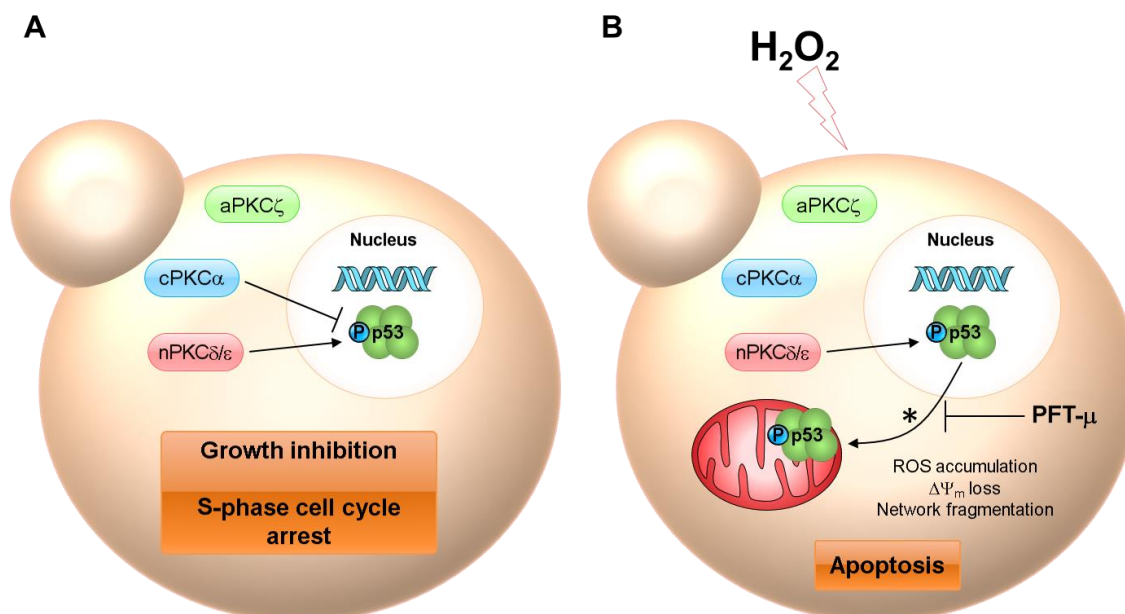 A
aPKCζ
Nucleus
cPKCα
P p53
nPKCδ/ε
Growth inhibition
S-phase cell cycle
arrest
B
H₂O₂
aPKCζ
Nucleus
cPKCα
P p53
nPKCδ/ε
*
PFT-μ
P p53
ROS accumulation
ΔΨₘ loss
Network fragmentation
Apoptosis